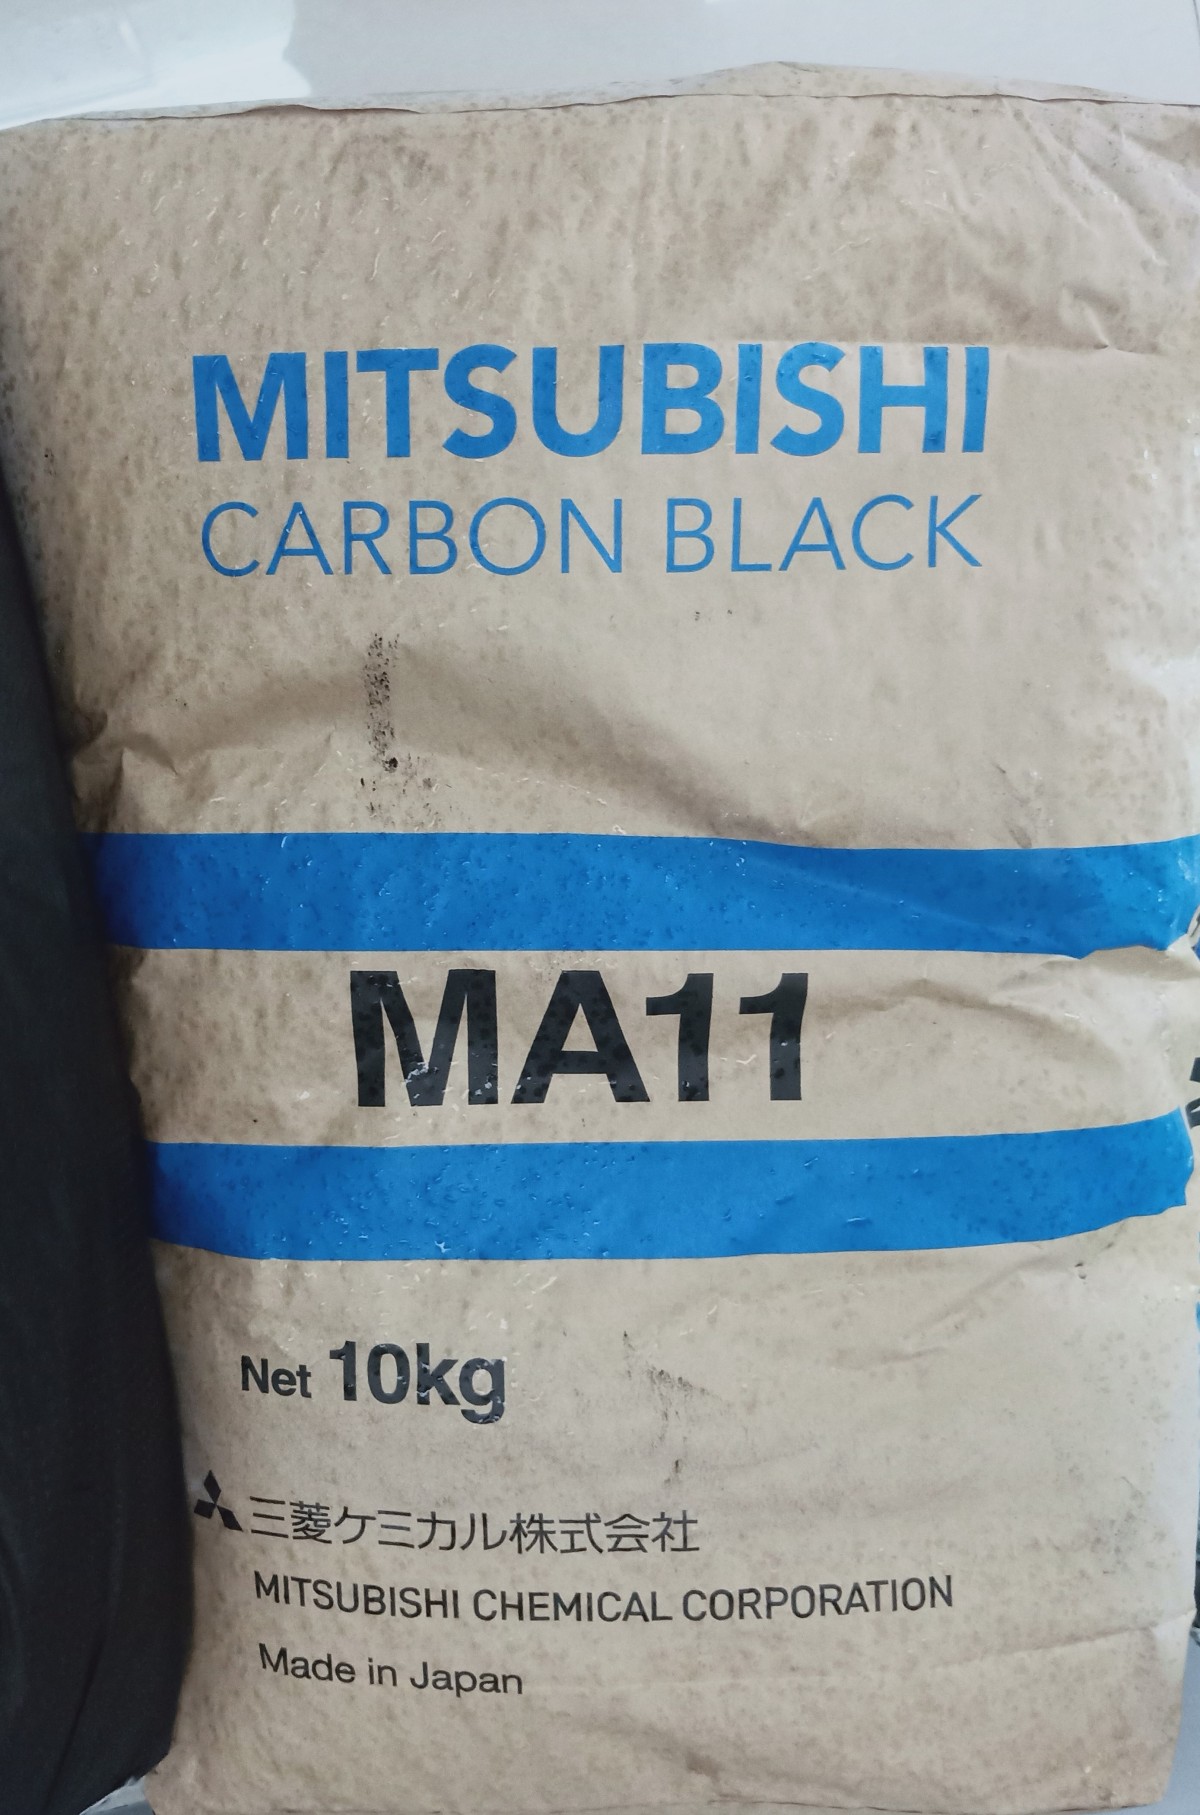 MITSUBISHI
CARBON BLACK
MA11
Net 10kg
三菱ケミカル株式会社
MITSUBISHI CHEMICAL CORPORATION
Made in Japan